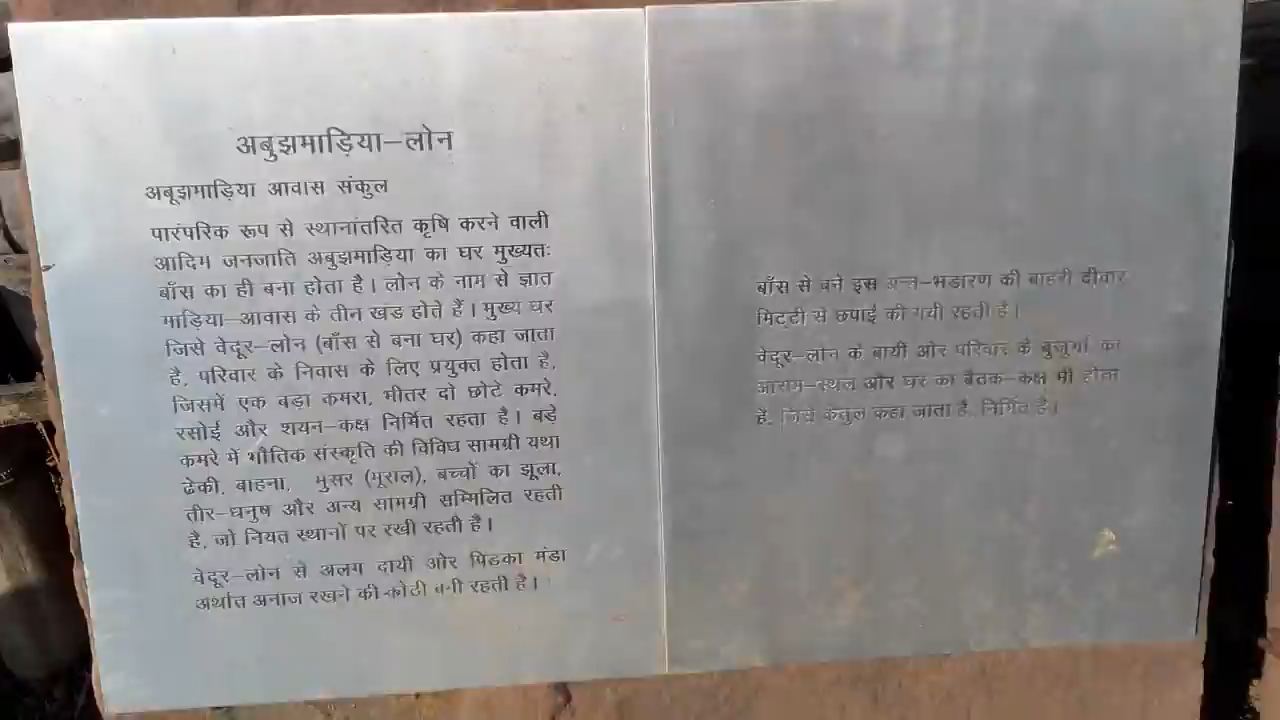 अबुझमाड़िया–लोन
अबूझमाड़िया आवास संकुल
पारंपरिक रूप से स्थानांतरित कृषि करने वाली
आदिम जनजाति अबुझमाड़िया का घर मुख्यतः
बाँस का ही बना होता है। लोन के नाम से ज्ञात
माड़िया–आवास के तीन खंड होते हैं। मुख्य घर
जिसे वेदूर–लोन (बाँस से बना घर) कहा जाता
है, परिवार के निवास के लिए प्रयुक्त होता है,
जिसमें एक बड़ा कमरा, भीतर दो छोटे कमरे,
रसोई और शयन–कक्ष निर्मित रहता है। बड़े
कमरे में भौतिक संस्कृति की विविध सामग्री यथा
ढेकी, बाहना, मुसर (मूसल), बच्चों का झूला,
तीर–धनुष और अन्य सामग्री सम्मिलित रहती
है, जो नियत स्थानों पर रखी रहती है।
वेदूर–लोन से अलग दायीं ओर पिडका मंडा
अर्थात अनाज रखने की कोठी बनी रहती है।
बाँस से बने इस अन्न–भडारण की बाहरी दीवार
मिट्टी से छपाई की गयी रहती है।
वेदूर–लोन के बायीं ओर परिवार के बुजुर्गों का
आराम–स्थल और घर का बैठक–कक्ष भी होता
है, जिसे कहा जाता है, निर्मित है।